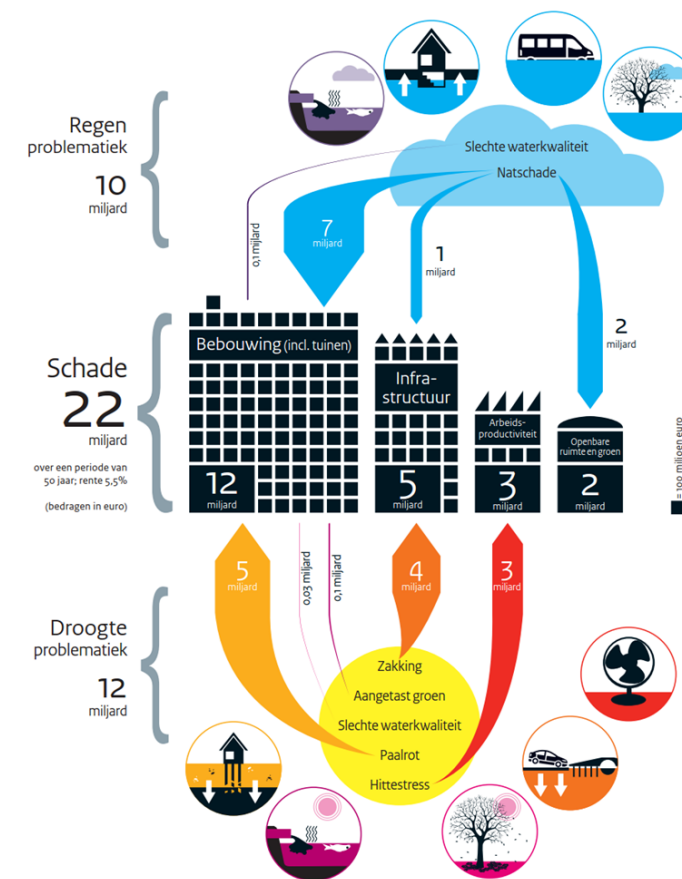 Regen
problematiek
10
miljard
Slechte waterkwaliteit
Natschade
0,1 miljard
7
miljard
1
miljard
2
miljard
Schade
22
miljard
over een periode van
50 jaar; rente 5,5%
(bedragen in euro)
Bebouwing (incl. tuinen)
12
miljard
Infra-
structuur
5
miljard
Arbeids-
productiviteit
3
miljard
Openbare
ruimte en groen
2
miljard
= 100 miljoen euro
Droogte
problematiek
12
miljard
5
miljard
0,03 miljard
0,1 miljard
4
miljard
3
miljard
Zakking
Aangetast groen
Slechte waterkwaliteit
Paalrot
Hittestress